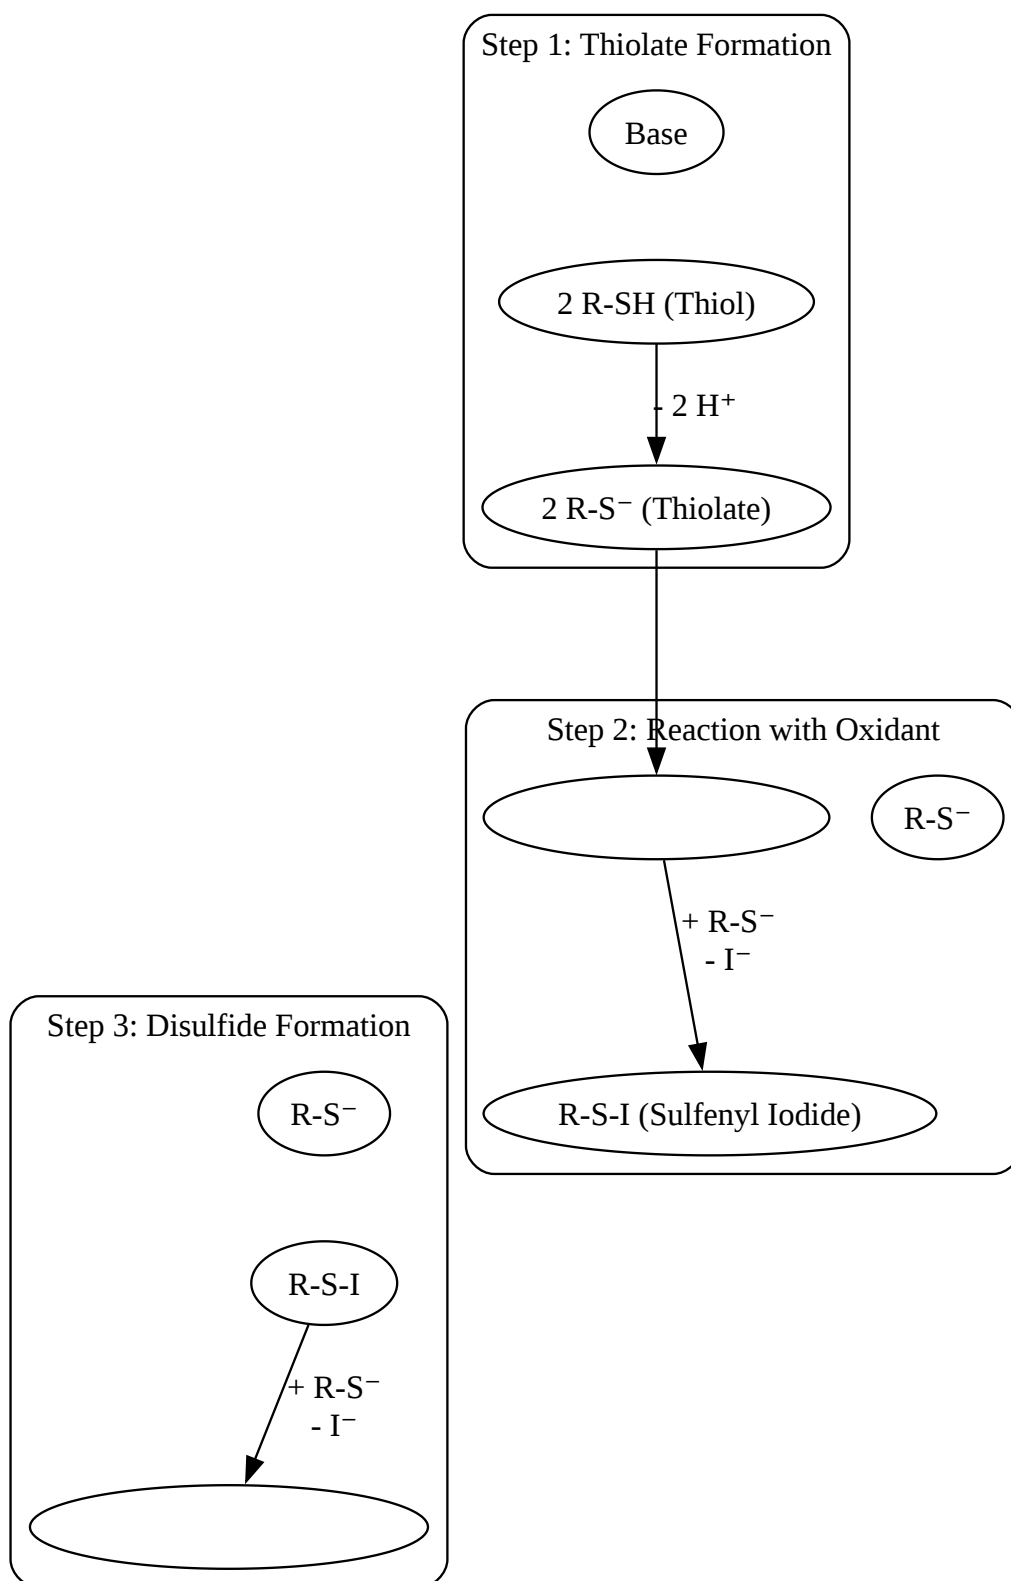 Step 1: Thiolate Formation
Base
2 R-SH (Thiol)
- 2 H⁺
2 R-S⁻ (Thiolate)
Step 2: Reaction with Oxidant
R-S⁻
+ R-S⁻
- I⁻
R-S-I (Sulfenyl Iodide)
Step 3: Disulfide Formation
R-S⁻
R-S-I
+ R-S⁻
- I⁻